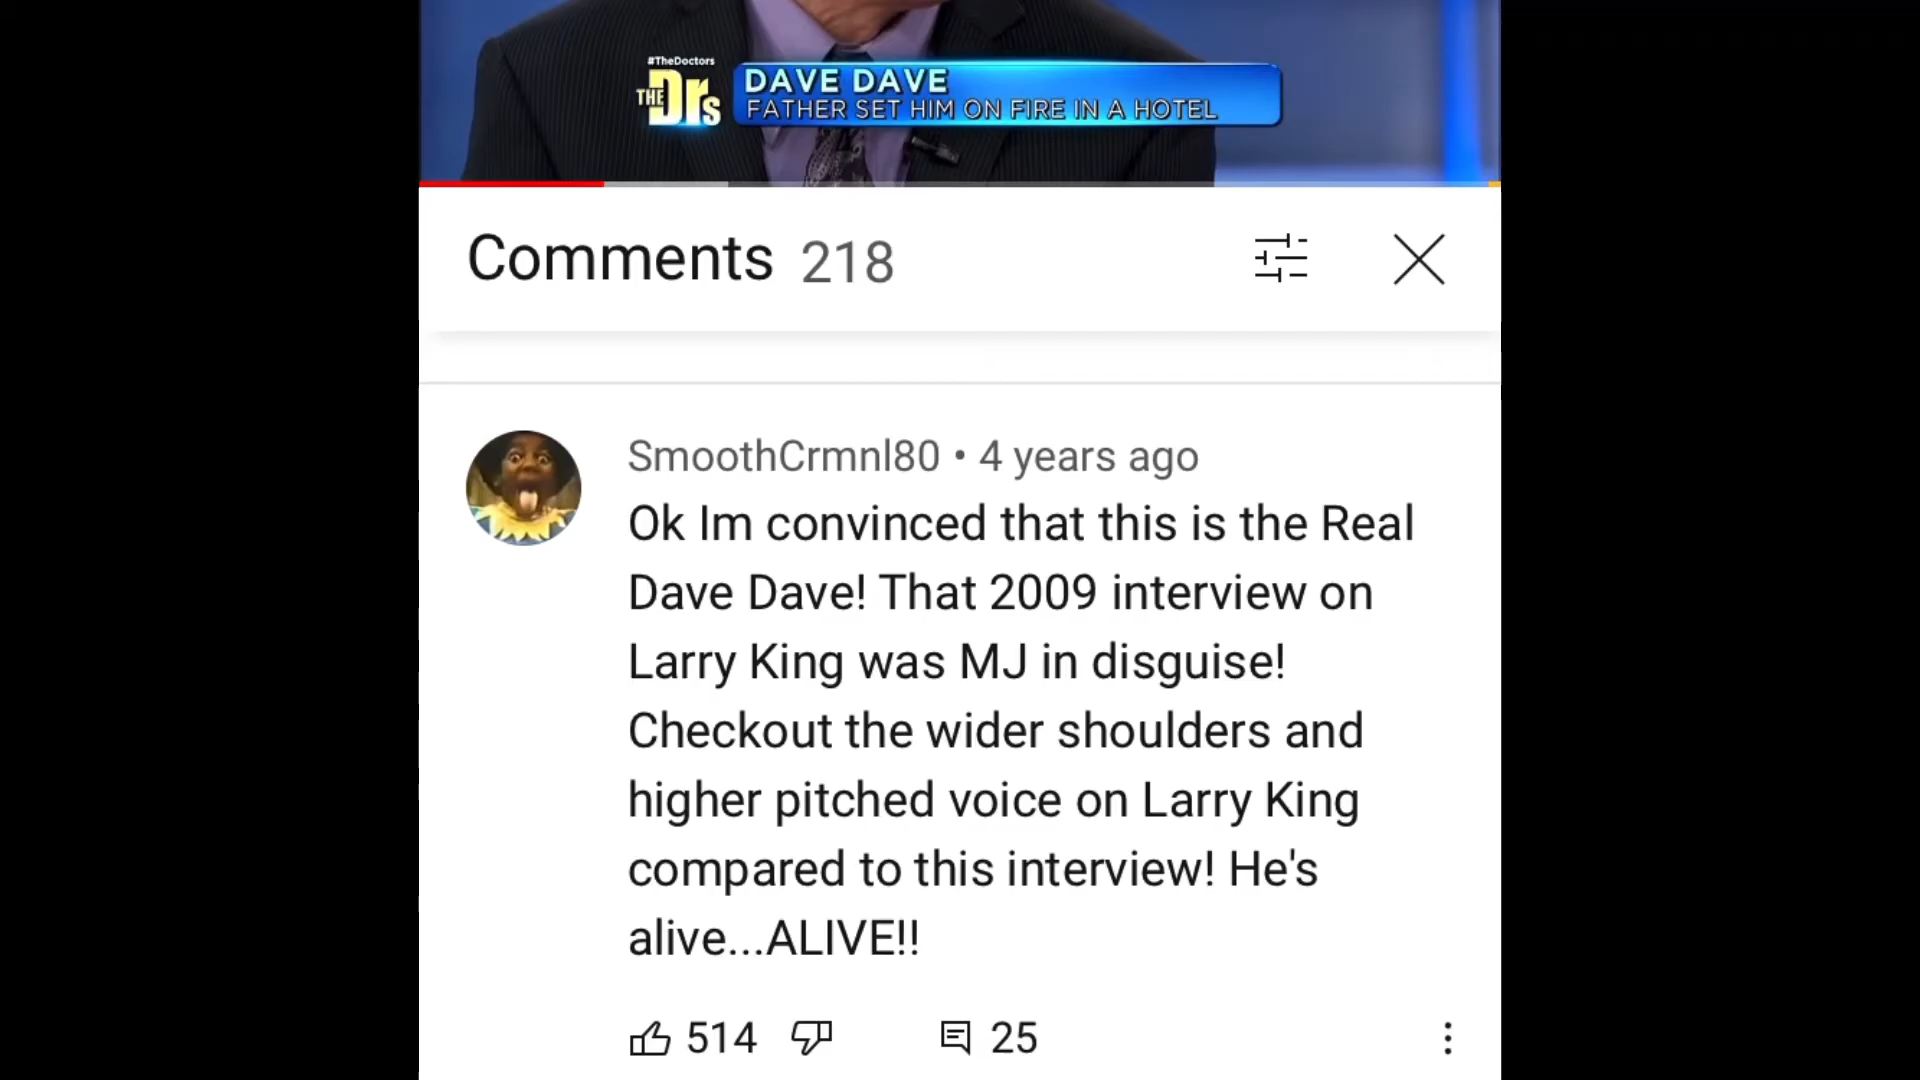 #TheDoctors
THE Drs
DAVE DAVE
FATHER SET HIM ON FIRE IN A HOTEL
Comments 218
SmoothCrmnl80 • 4 years ago
Ok Im convinced that this is the Real
Dave Dave! That 2009 interview on
Larry King was MJ in disguise!
Checkout the wider shoulders and
higher pitched voice on Larry King
compared to this interview! He's
alive...ALIVE!!
514 25